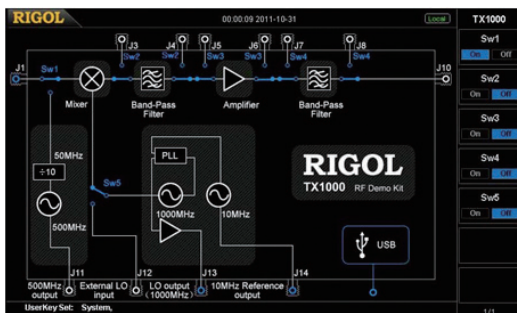 RIGOL 00:00:09 2011-10-31 Local TX1000
Sw1
On Off
J3 J4 J5 J6 J7 J8
Sw2 Sw2 Sw3 Sw3 Sw4 Sw4
J1 Sw1 J10
Sw2
On Off
Mixer Band-Pass Filter Amplifier Band-Pass Filter
Sw3
On Off
50MHz
÷10
500MHz
Sw5
PLL
1000MHz 10MHz
RIGOL
TX1000 RF Demo Kit
Sw4
On Off
USB
Sw5
On Off
J11 J12 J13 J14
500MHz output
External LO input
LO output (1000MHz)
10MHz Reference output
UserKey Set: System,
1/1